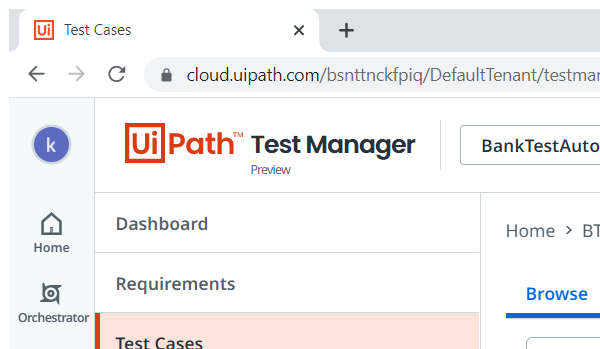 Ui Test Cases
cloud.uipath.com/bsnttnckfpiq/DefaultTenant/testmar
k
UiPath™ Test Manager
Preview
BankTestAuto
Home
Orchestrator
Dashboard
Requirements
Test Cases
Home > BT
Browse